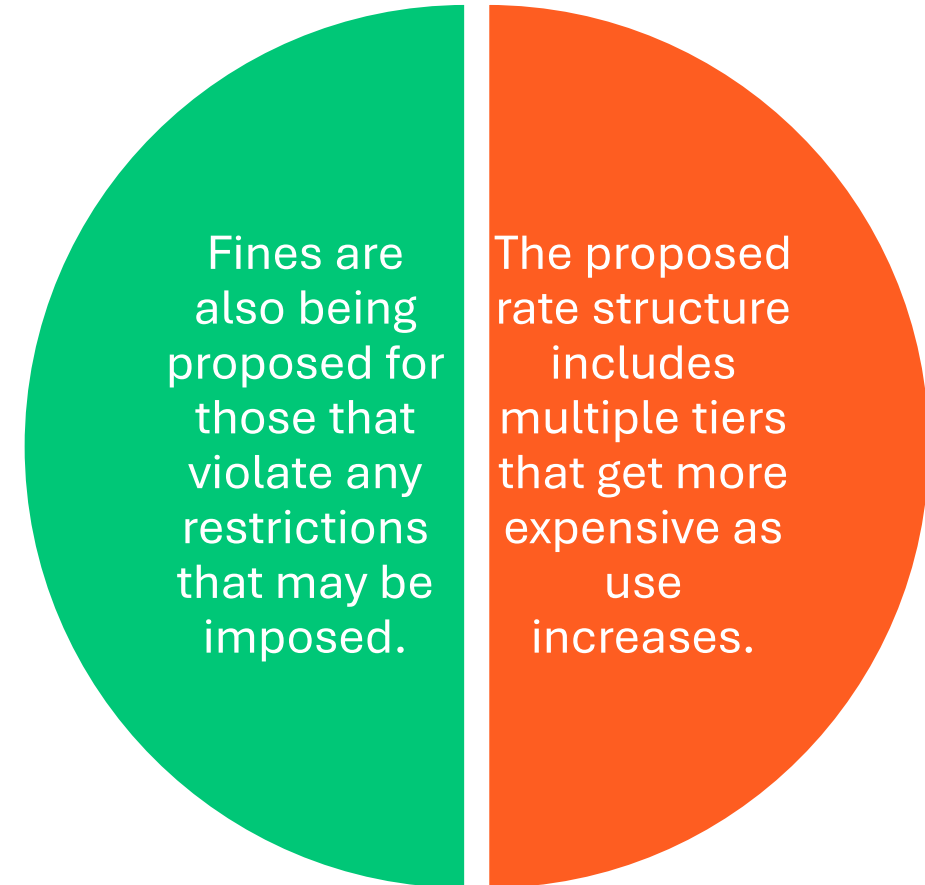 Fines are
also being
proposed for
those that
violate any
restrictions
that may be
imposed.
The proposed
rate structure
includes
multiple tiers
that get more
expensive as
use
increases.